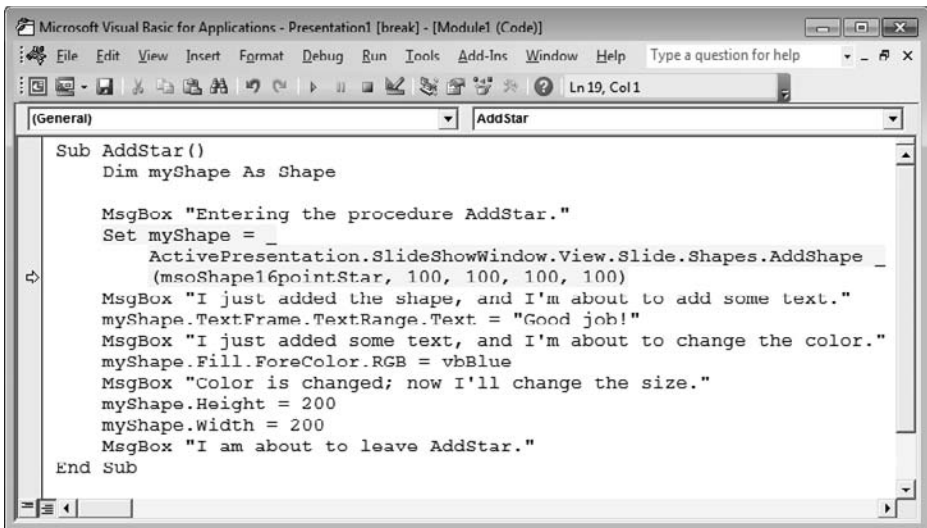 Microsoft Visual Basic for Applications - Presentation1 [break] - [Module1 (Code)]
File Edit View Insert Format Debug Run Tools Add-Ins Window Help Type a question for help
Ln 19, Col 1
(General) AddStar
Sub AddStar()
Dim myShape As Shape
MsgBox "Entering the procedure AddStar."
Set myShape = _
ActivePresentation.SlideShowWindow.View.Slide.Shapes.AddShape _
(msoShape16pointStar, 100, 100, 100, 100)
MsgBox "I just added the shape, and I'm about to add some text."
myShape.TextFrame.TextRange.Text = "Good job!"
MsgBox "I just added some text, and I'm about to change the color."
myShape.Fill.ForeColor.RGB = vbBlue
MsgBox "Color is changed; now I'll change the size."
myShape.Height = 200
myShape.Width = 200
MsgBox "I am about to leave AddStar."
End Sub